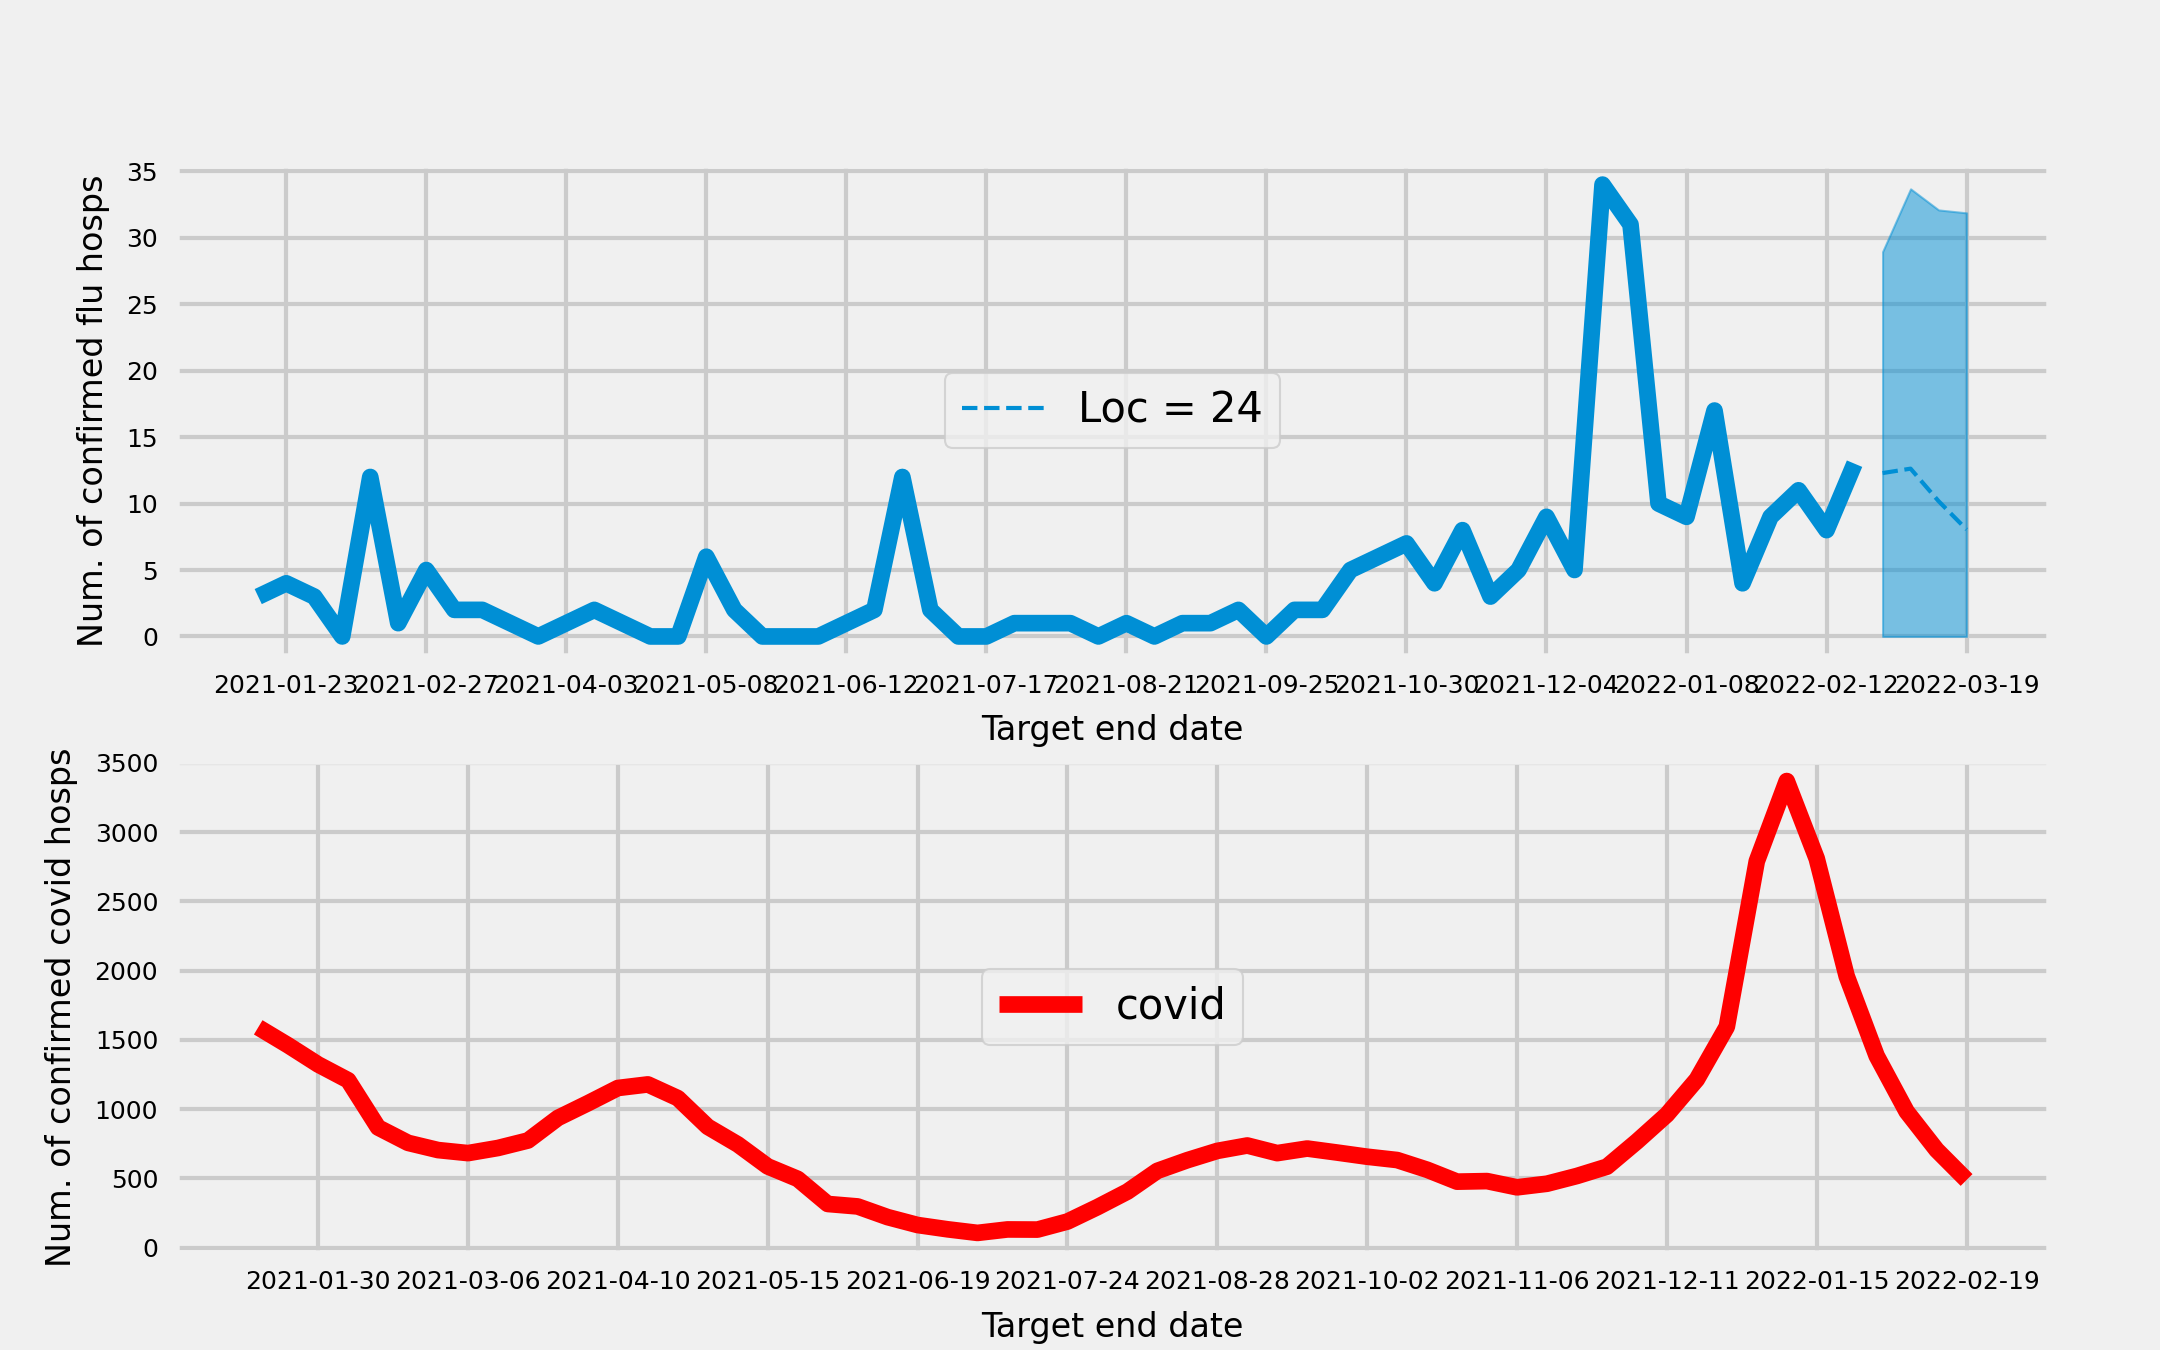 Num. of confirmed flu hosps
35
30
25
20
15
10
5
0
Loc = 24
2021-01-23 2021-02-27 2021-04-03 2021-05-08 2021-06-12 2021-07-17 2021-08-21 2021-09-25 2021-10-30 2021-12-04 2022-01-08 2022-02-12 2022-03-19
Target end date
Num. of confirmed covid hosps
3500
3000
2500
2000
1500
1000
500
0
covid
2021-01-30 2021-03-06 2021-04-10 2021-05-15 2021-06-19 2021-07-24 2021-08-28 2021-10-02 2021-11-06 2021-12-11 2022-01-15 2022-02-19
Target end date